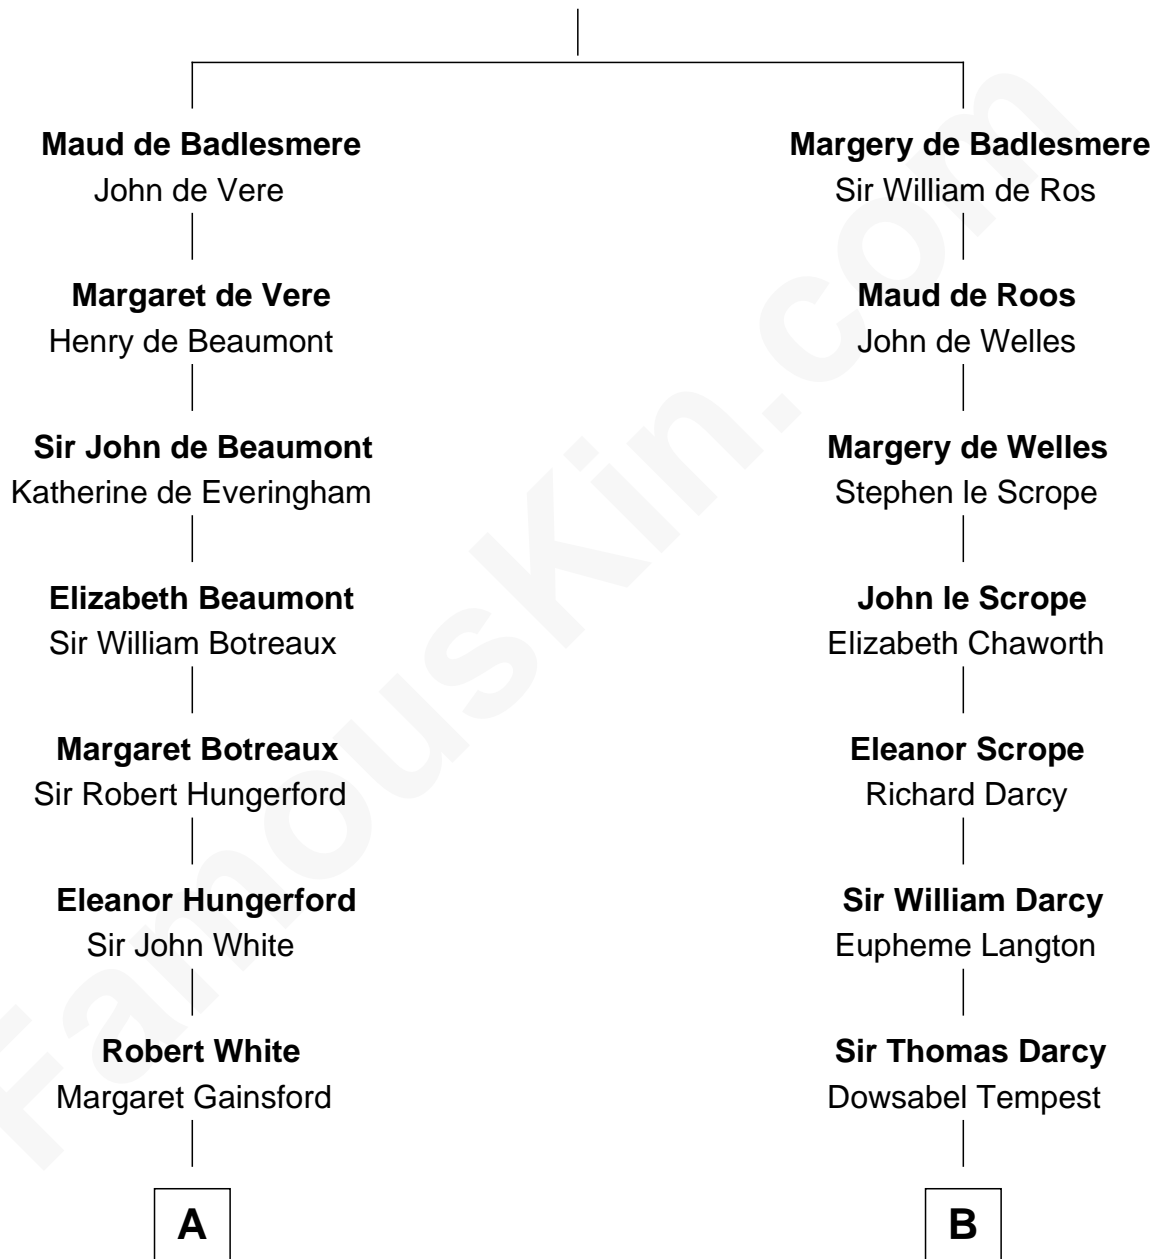 Maud de Badlesmere
John de Vere
Margaret de Vere
Henry de Beaumont
Sir John de Beaumont
Katherine de Everingham
Elizabeth Beaumont
Sir William Botreaux
Margaret Botreaux
Sir Robert Hungerford
Eleanor Hungerford
Sir John White
Robert White
Margaret Gainsford
A
Margery de Badlesmere
Sir William de Ros
Maud de Roos
John de Welles
Margery de Welles
Stephen le Scrope
John le Scrope
Elizabeth Chaworth
Eleanor Scrope
Richard Darcy
Sir William Darcy
Eupheme Langton
Sir Thomas Darcy
Dowsabel Tempest
B
FamousKin.com